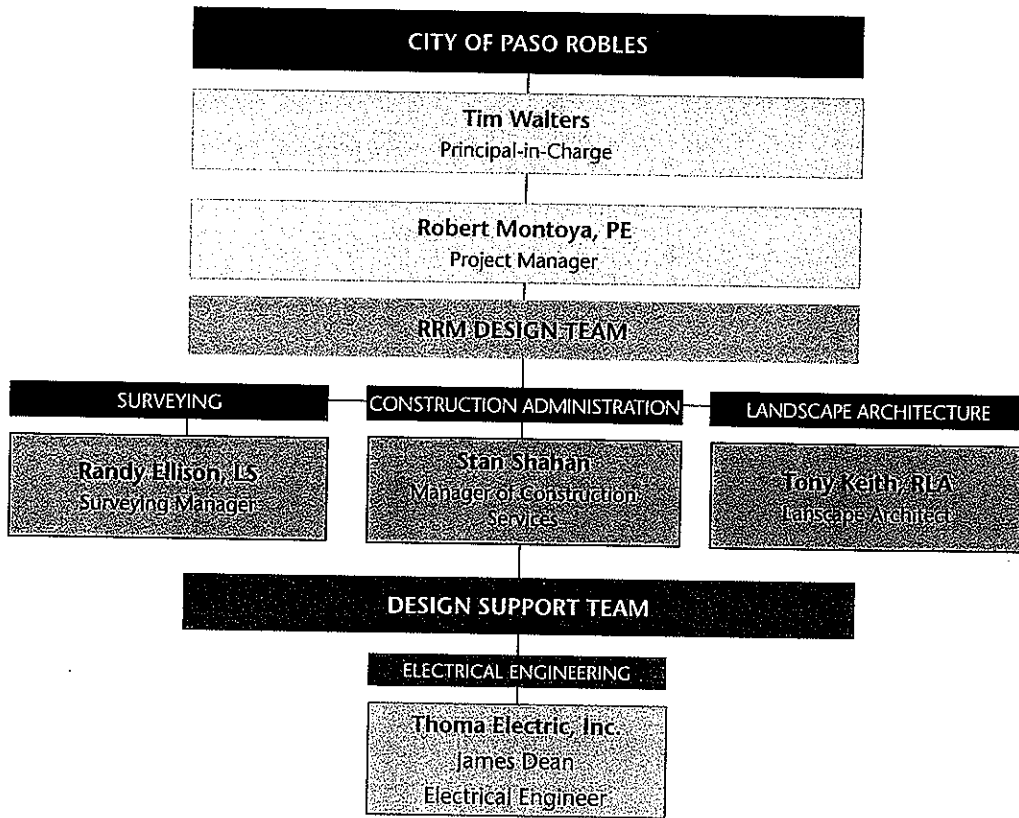 CITY OF PASO ROBLES
Tim Walters
Principal-in-Charge
Robert Montoya, PE
Project Manager
RRM DESIGN TEAM
SURVEYING
Randy Ellison, LS
Surveying Manager
CONSTRUCTION ADMINISTRATION
Stan Shahan
Manager of Construction
Services
LANDSCAPE ARCHITECTURE
Tony Keith, RLA
Lanscape Architect
DESIGN SUPPORT TEAM
ELECTRICAL ENGINEERING
Thoma Electric, Inc.
James Dean
Electrical Engineer